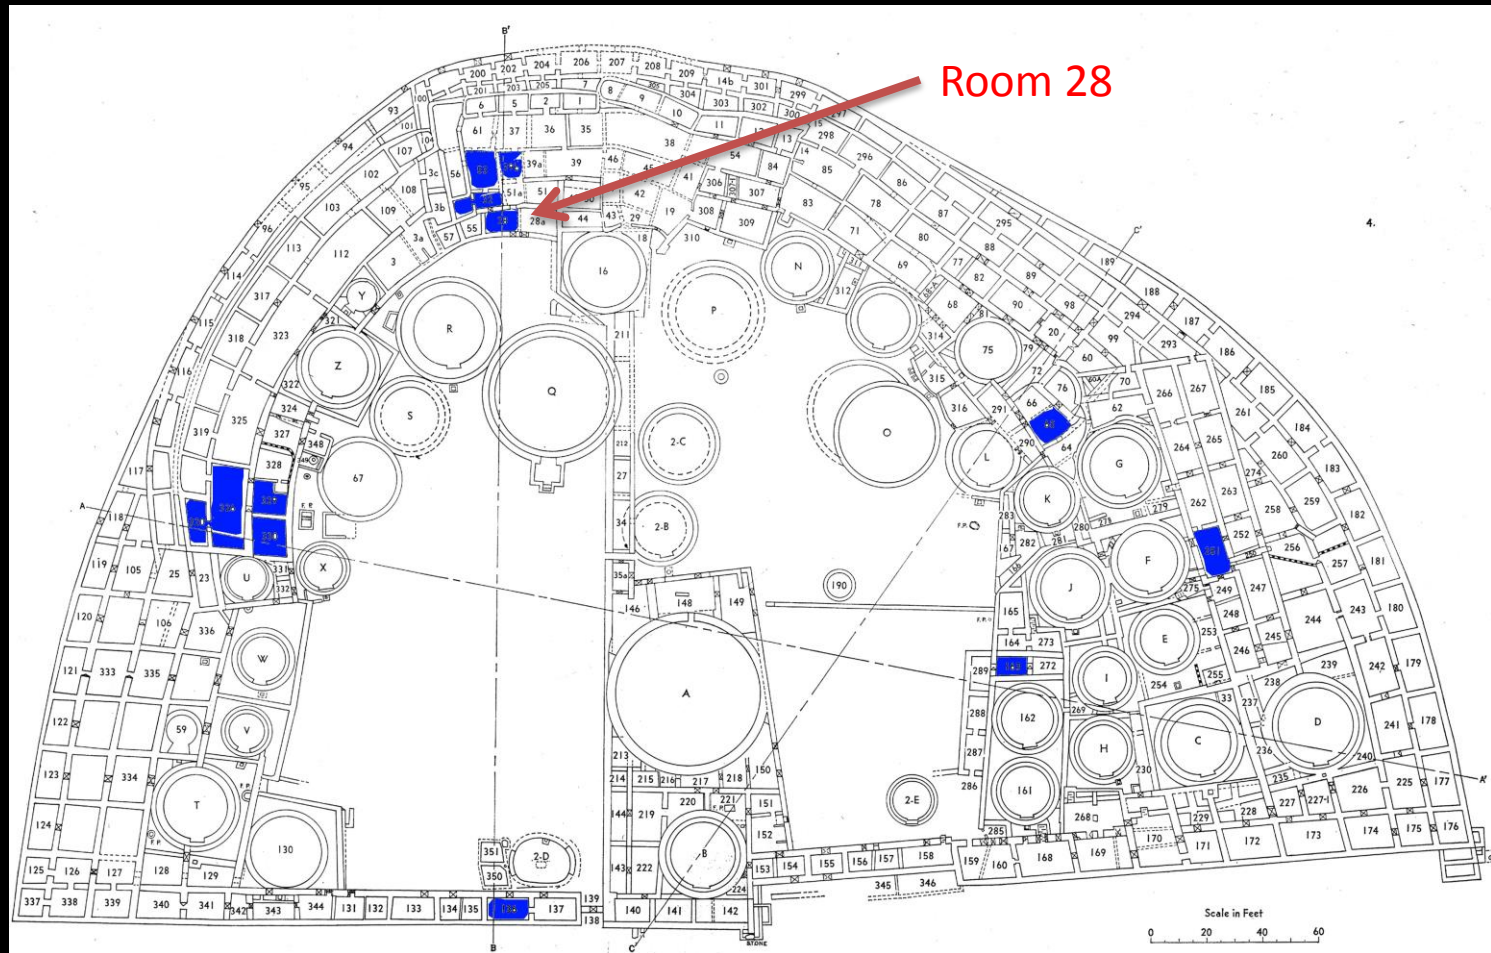 Room 28
B'
206 207 208
200 202 204 209 14b 301 299 297
100 201 203 205 7 8 9 304
93 6 5 2 1 10 303 302 300 15
101 104 61 37 36 35 11 12 13 298
94 107 38 54 14 296
102 3c 56 39a 39 46 45 41 84 85 86
95 108 51a 51 42 306 307 83 78 87 295
103 109 3b 28a 44 43 29 19 308 309 71 80 C'
96 113 112 3a 57 55 18 310 88 4.
3 16 N 311 69 77 189
114 317 Y 312 82 89 188
115 318 323 321 R P 68-A 68 90 98 294 187
Z 211 314 81 20 99 293 186
116 322 Q 75 79 60
325 324 S 315 72 76 60A 70 266 267 185
319 327 348 212 2-C O 316 291 66 62 261 184
328 349 290 64 264 265 260
117 67 27 L G 274 183
A F.P. K 262 263 259
118 34 2-B F.P. 283 280 278 279 258 182
282 281 252 256
167 F 250 257 181
119 105 25 23 U X 331 35a 166 J 249 247
332 190 275
120 106 336 146 148 149 F.P. 165 248 244 243 180
164 273 E 253 245
W 246
121 333 335 289 272 254 255 239 242 179
A I 238
122 59 V 288 162 269 33 237 D 241 178
213 287 H C 236 240
123 334 214 215 216 217 218 150 286 161 230 235 A'
T F.P. 220 221 F.P. 2-E 226 225 177
144 219 151 268 229 228 227 227-1
124 F.P. 130 351 2-D 152 285 170 171 172 173 174 175 176
125 126 127 128 129 350 143 222 B 224 153 154 155 156 157 158 159 160 168 169
345 346
337 338 339 340 341 342 343 344 131 132 133 134 135 137 139 138 140 141 142
B C STONE
Scale in Feet
0 20 40 60